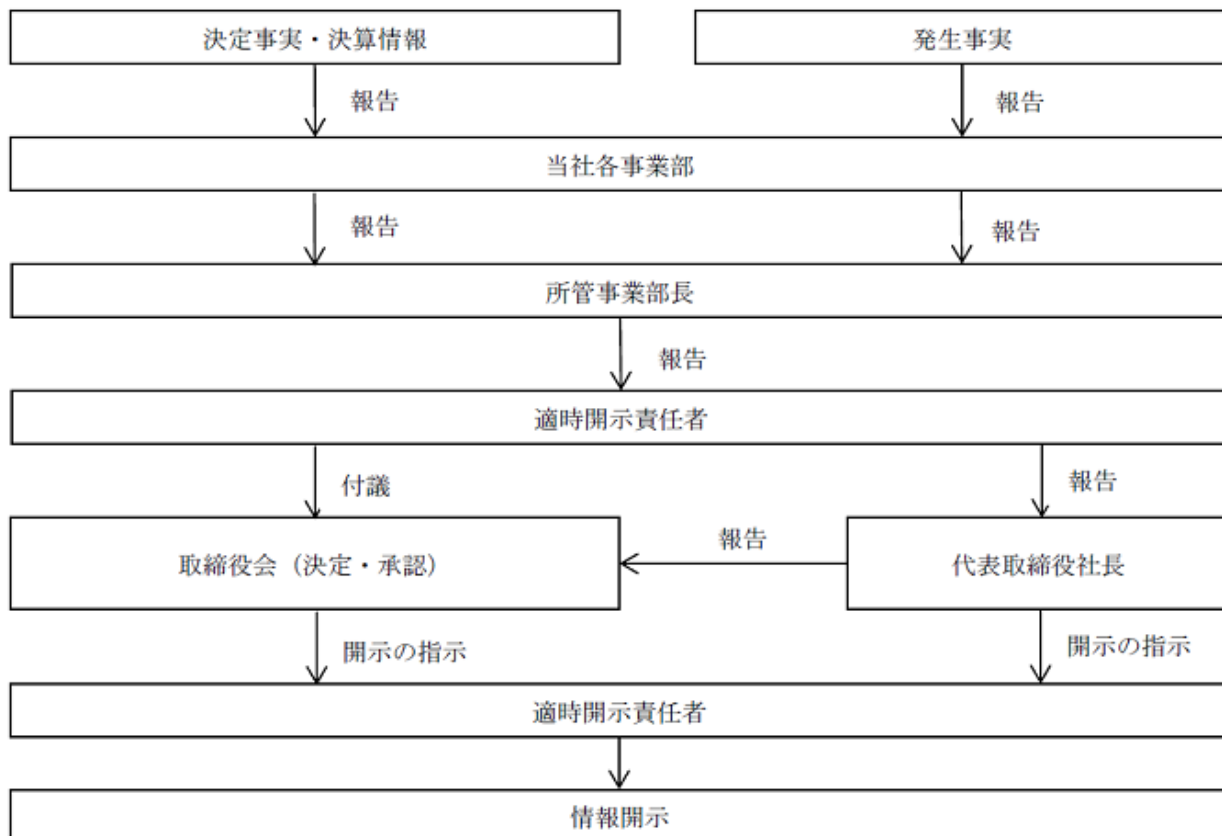 決定事実・決算情報
発生事実
報告
報告
当社各事業部
報告
報告
所管事業部長
報告
適時開示責任者
付議
報告
取締役会（決定・承認）
報告
代表取締役社長
開示の指示
開示の指示
適時開示責任者
情報開示